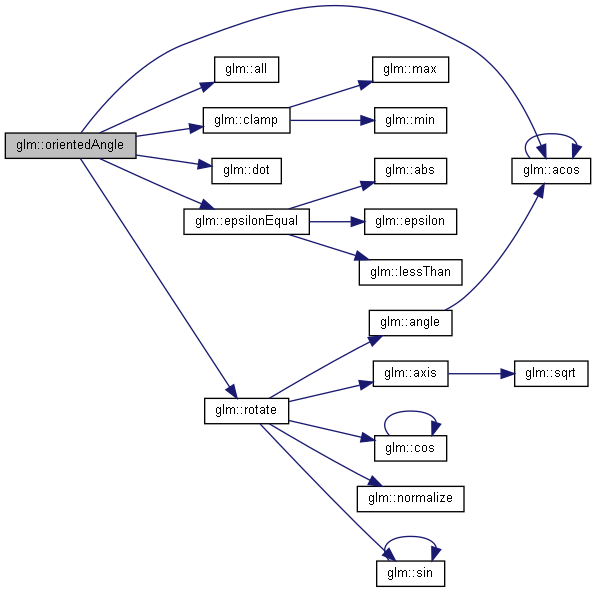 glm::all
glm::max
glm::clamp
glm::min
glm::orientedAngle
glm::dot
glm::abs
glm::acos
glm::epsilonEqual
glm::epsilon
glm::lessThan
glm::angle
glm::axis
glm::sqrt
glm::rotate
glm::cos
glm::normalize
glm::sin